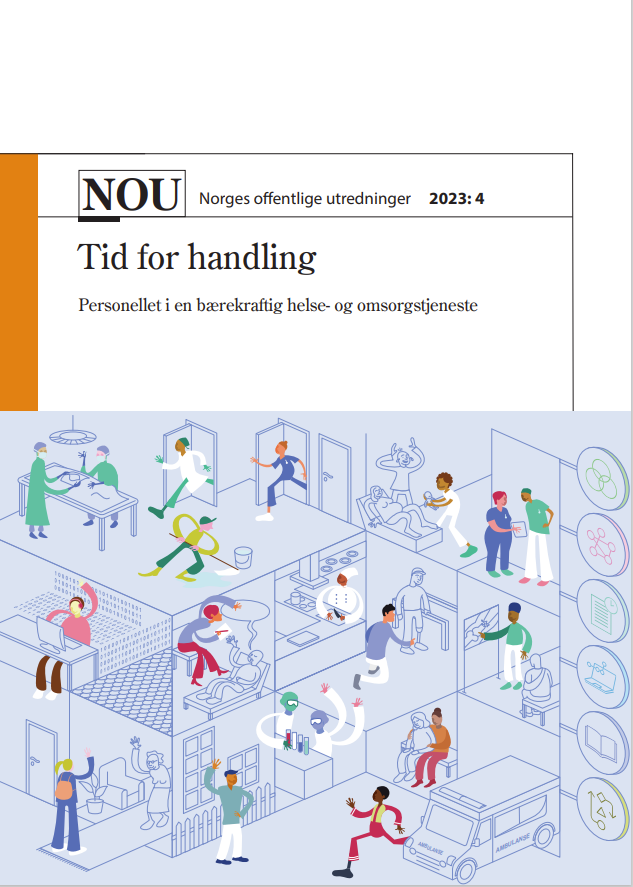 NOU Norges offentlige utredninger 2023: 4
Tid for handling
Personellet i en bærekraftig helse- og omsorgstjeneste
AMBULANSE AMBULANSE